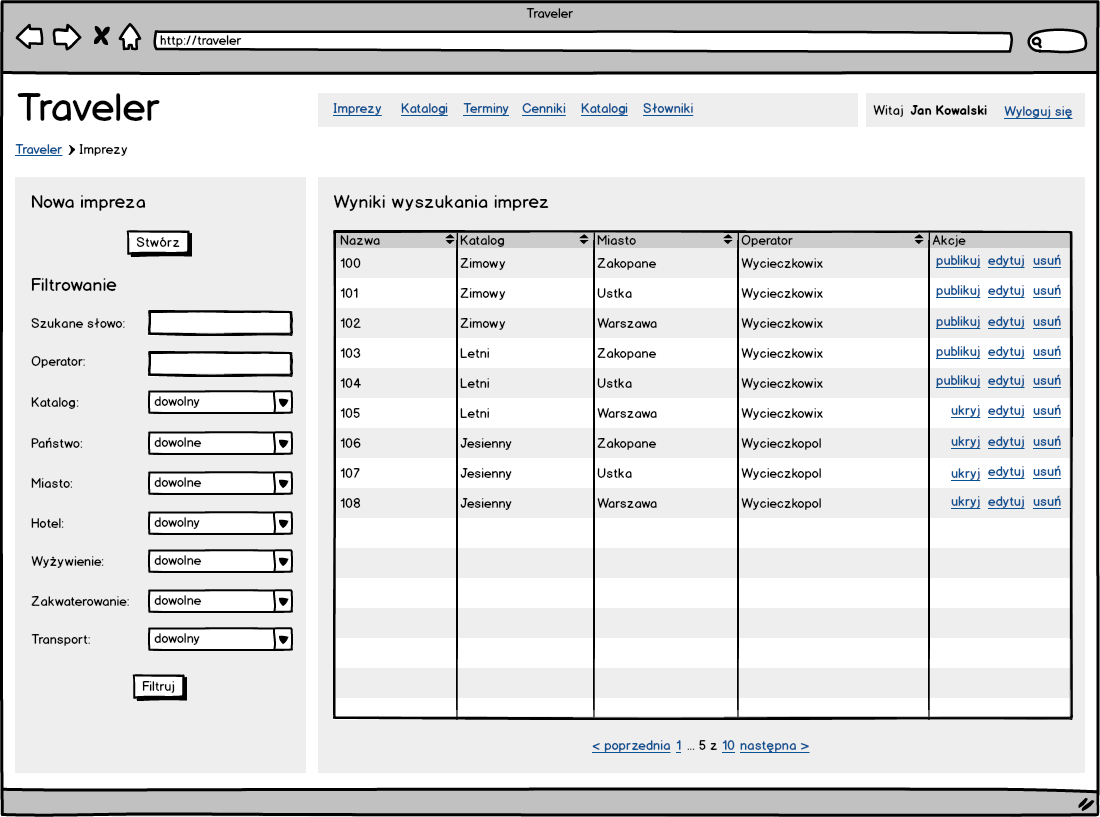 Traveler
http://traveler
Traveler
Imprezy Katalogi Terminy Cenniki Katalogi Słowniki
Witaj Jan Kowalski Wyloguj się
Traveler > Imprezy
Nowa impreza
Stwórz
Filtrowanie
Szukane słowo:
Operator:
Katalog: dowolny
Państwo: dowolne
Miasto: dowolne
Hotel: dowolny
Wyżywienie: dowolne
Zakwaterowanie: dowolne
Transport: dowolny
Filtruj
Wyniki wyszukania imprez
Nazwa Katalog Miasto Operator Akcje
100 Zimowy Zakopane Wycieczkowix publikuj edytuj usuń
101 Zimowy Ustka Wycieczkowix publikuj edytuj usuń
102 Zimowy Warszawa Wycieczkowix publikuj edytuj usuń
103 Letni Zakopane Wycieczkowix publikuj edytuj usuń
104 Letni Ustka Wycieczkowix publikuj edytuj usuń
105 Letni Warszawa Wycieczkowix ukryj edytuj usuń
106 Jesienny Zakopane Wycieczkopol ukryj edytuj usuń
107 Jesienny Ustka Wycieczkopol ukryj edytuj usuń
108 Jesienny Warszawa Wycieczkopol ukryj edytuj usuń
< poprzednia 1 ... 5 z 10 następna >